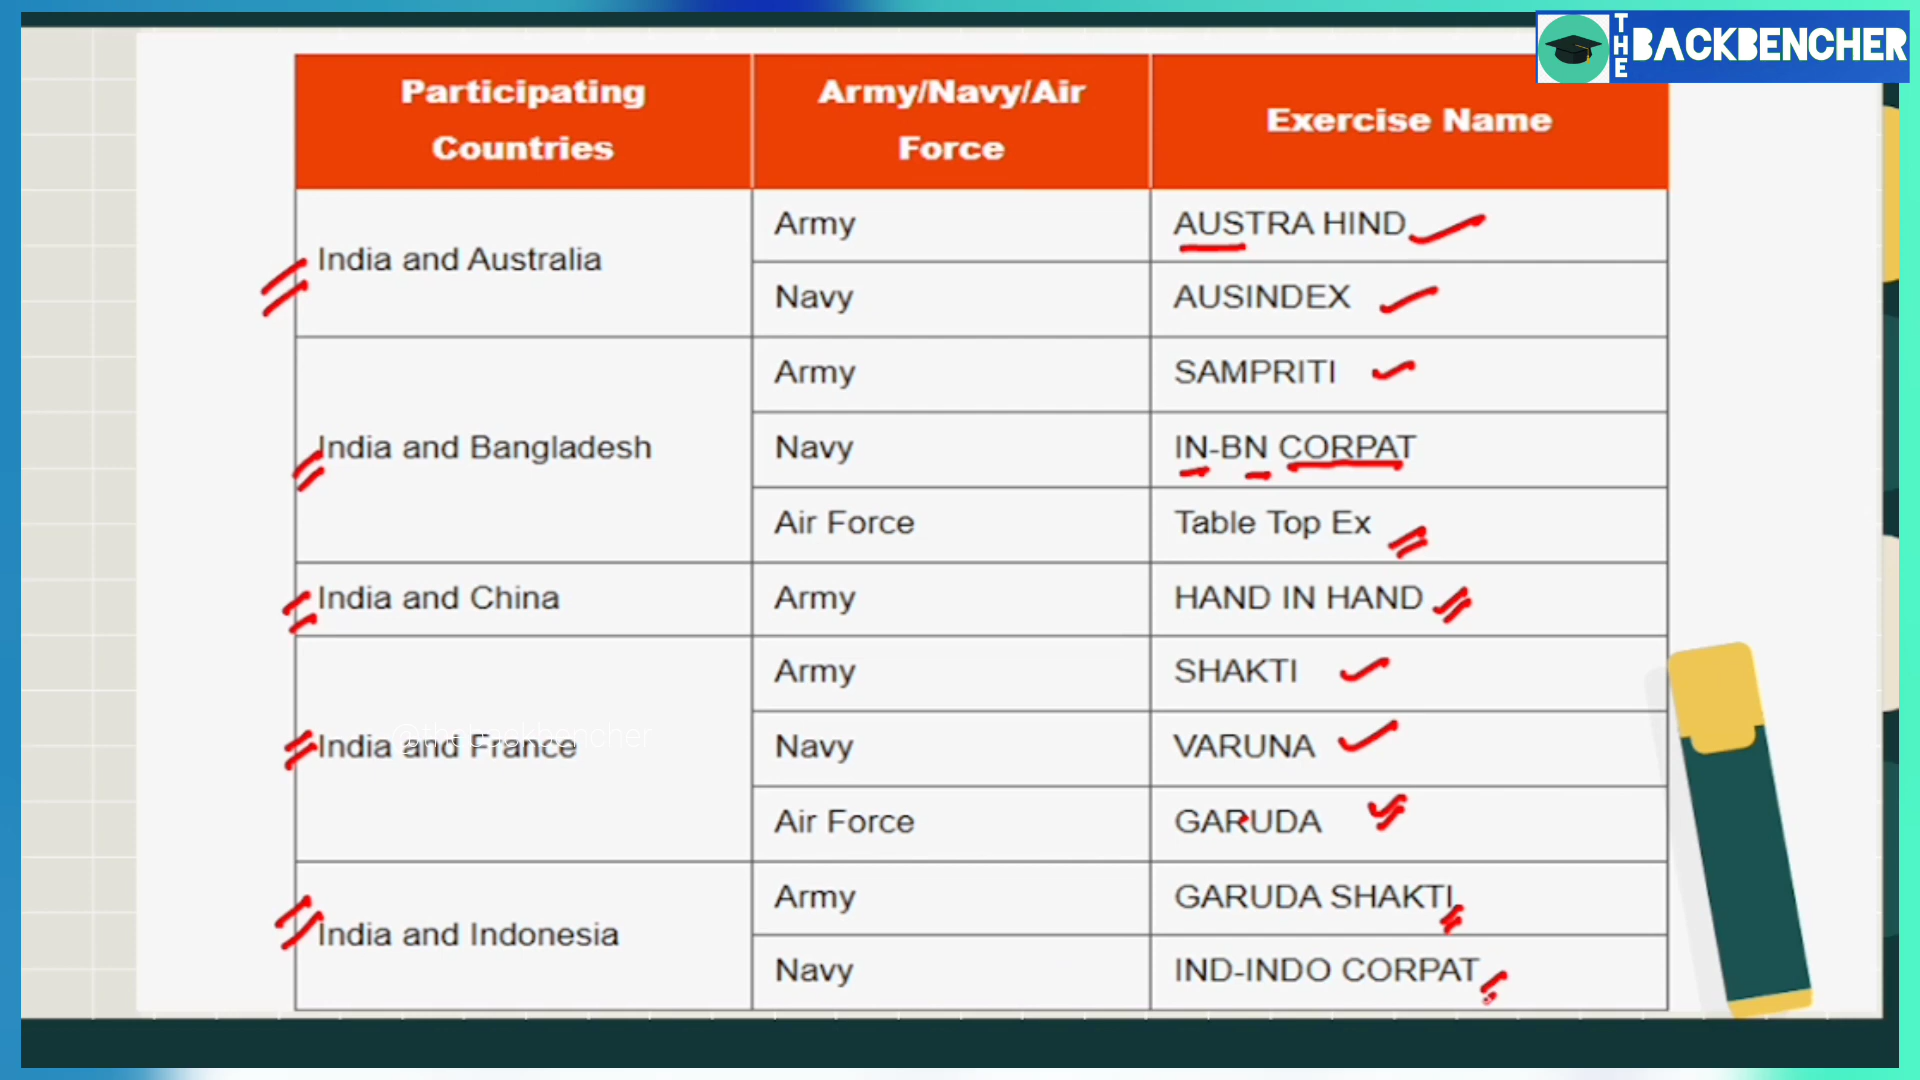 THE BACKBENCHER
Participating Countries
Army/Navy/Air Force
Exercise Name
India and Australia
Army
AUSTRA HIND
Navy
AUSINDEX
India and Bangladesh
Army
SAMPRITI
Navy
IN-BN CORPAT
Air Force
Table Top Ex
India and China
Army
HAND IN HAND
India and France
Army
SHAKTI
Navy
VARUNA
Air Force
GARUDA
@thebackbencher
India and Indonesia
Army
GARUDA SHAKTI
Navy
IND-INDO CORPAT